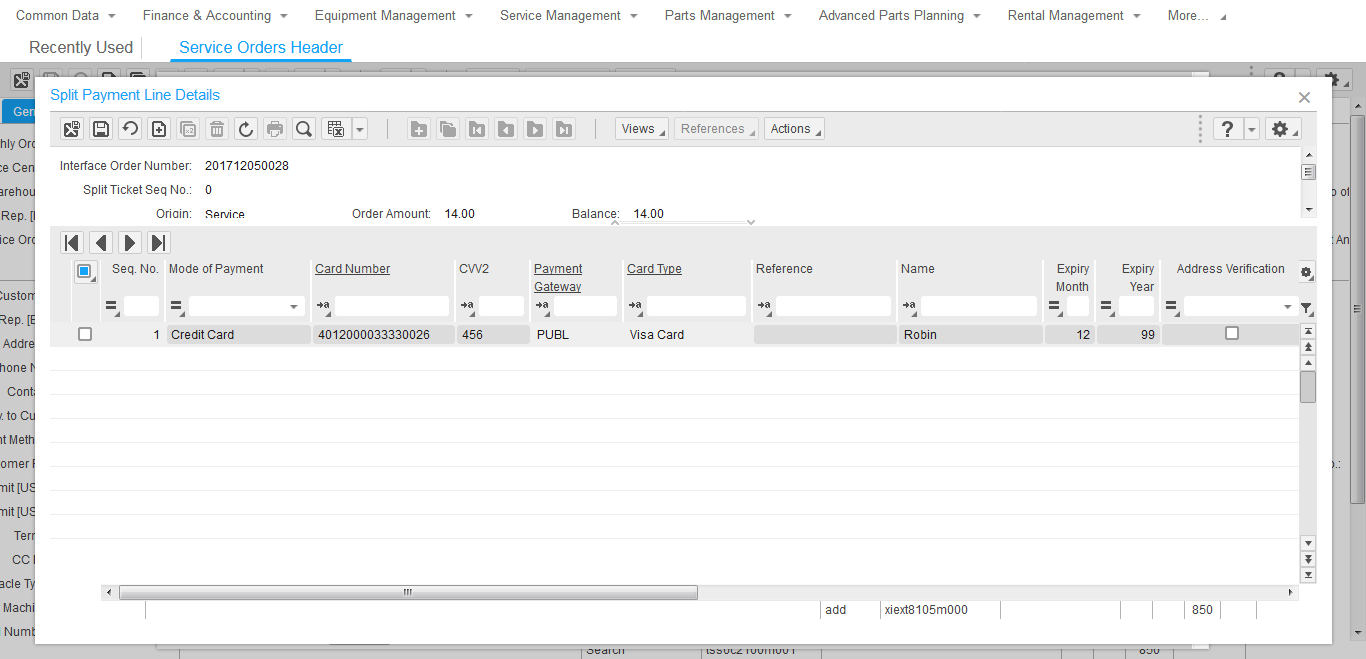 Common Data Finance & Accounting Equipment Management Service Management Parts Management Advanced Parts Planning Rental Management More...
Recently Used Service Orders Header
Split Payment Line Details
Views References Actions
Interface Order Number: 201712050028
Split Ticket Seq No.: 0
Origin: Service Order Amount: 14.00 Balance: 14.00
Seq. No. Mode of Payment Card Number CVV2 Payment Gateway Card Type Reference Name Expiry Month Expiry Year Address Verification
1 Credit Card 4012000033330026 456 PUBL Visa Card Robin 12 99
add xiext8105m000 850
Gen
hly Ord
ce Cen
arehou
Rep. [
ice Ord
Custom
Rep. [E
Addre
hone N
Conta
. to Cu
nt Meth
omer F
mit [US
mit [US
Tern
CC
acle Ty
Machi
l Numb
p of
t An
o.:
Search tssoc2100m001 850